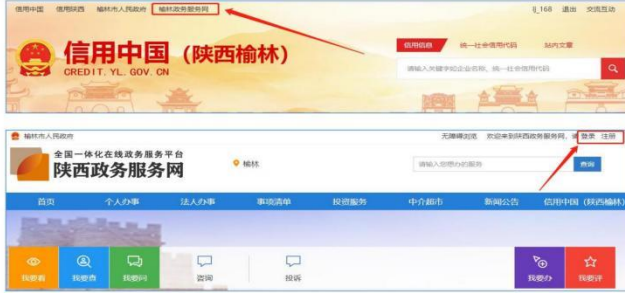 信用中国 信用陕西 榆林市人民政府 榆林政务服务网 lj_168 退出 交流互动
信用中国（陕西榆林）
CREDIT. YL. GOV. CN
信用信息 统一社会信用代码 站内文章
请输入关键字如企业名称、统一社会信用代码
榆林市人民政府 无障碍浏览 欢迎来到陕西政务服务网，请 登录 注册
全国一体化在线政务服务平台
陕西政务服务网
榆林 请输入您想办的服务 查询
首页 个人办事 法人办事 事项清单 投资服务 中介超市 新闻公告 信用中国（陕西榆林）
我要看 我要查 我要问 咨询 投诉 我要办 我要评